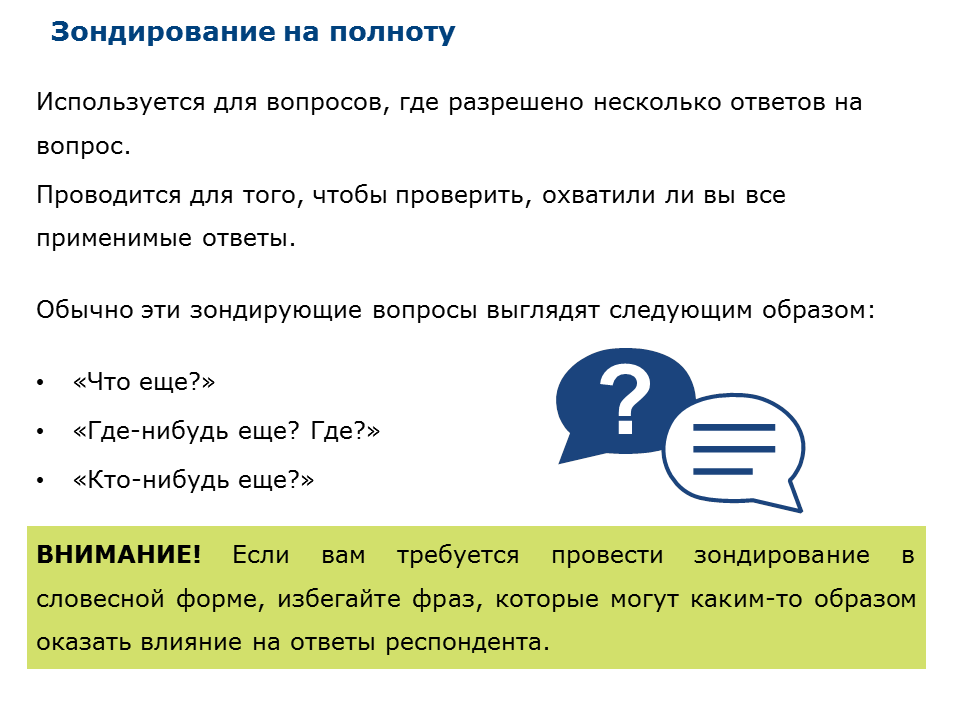 Зондирование на полноту
Используется для вопросов, где разрешено несколько ответов на
вопрос.
Проводится для того, чтобы проверить, охватили ли вы все
применимые ответы.
Обычно эти зондирующие вопросы выглядят следующим образом:
• «Что еще?»
• «Где-нибудь еще? Где?»
• «Кто-нибудь еще?»
?
ВНИМАНИЕ! Если вам требуется провести зондирование в
словесной форме, избегайте фраз, которые могут каким-то образом
оказать влияние на ответы респондента.